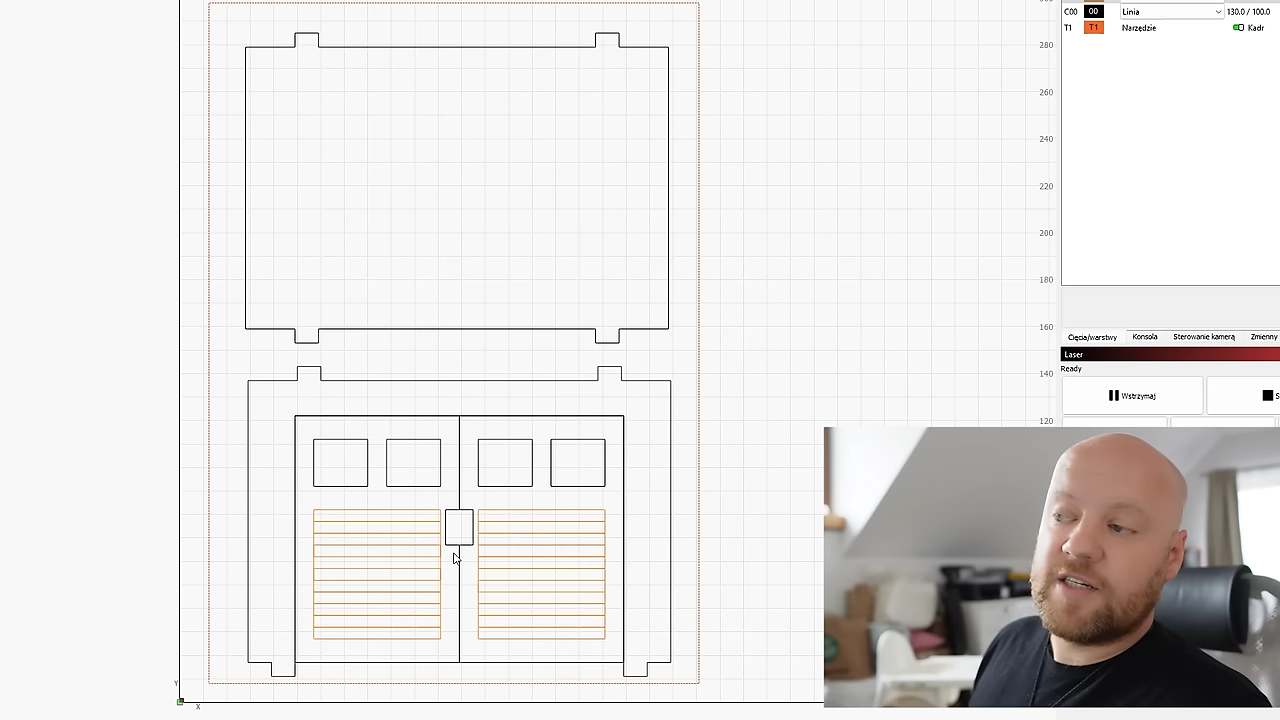 C00 00 Linia 130.0 / 100.0
T1 T1 Narzędzie Kadr
280
260
240
220
200
180
160
140
120
Cięcia/warstwy Konsola Sterowanie kamerą Zmienny
Laser
Ready
Wstrzymaj S
Y
X